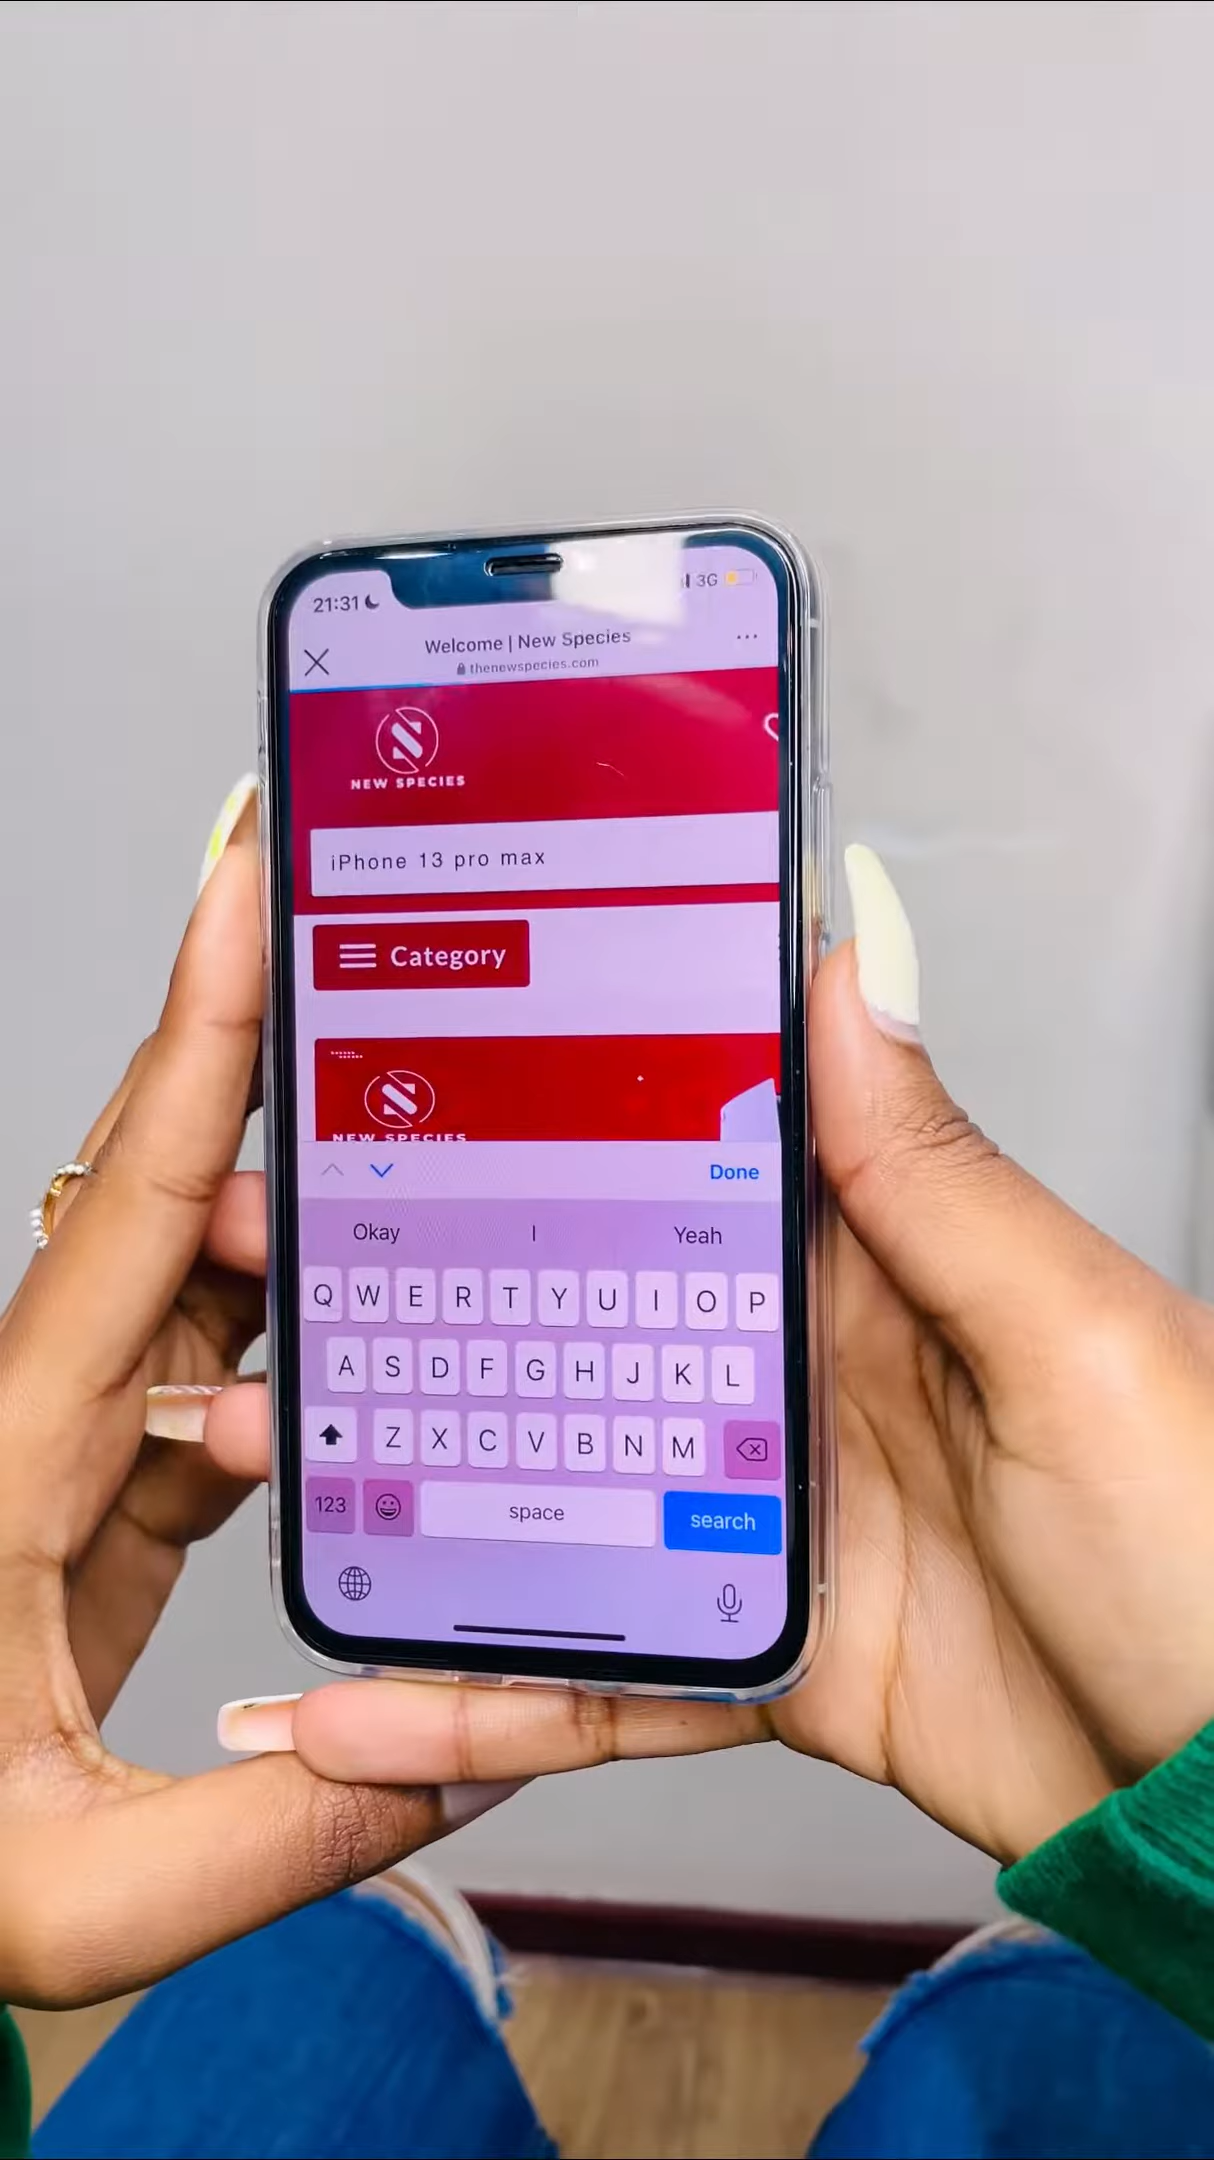 21:31
3G
Welcome | New Species
thenewspecies.com
NEW SPECIES
iPhone 13 pro max
Category
NEW SPECIES
Done
Okay I Yeah
Q W E R T Y U I O P
A S D F G H J K L
Z X C V B N M
123 space search